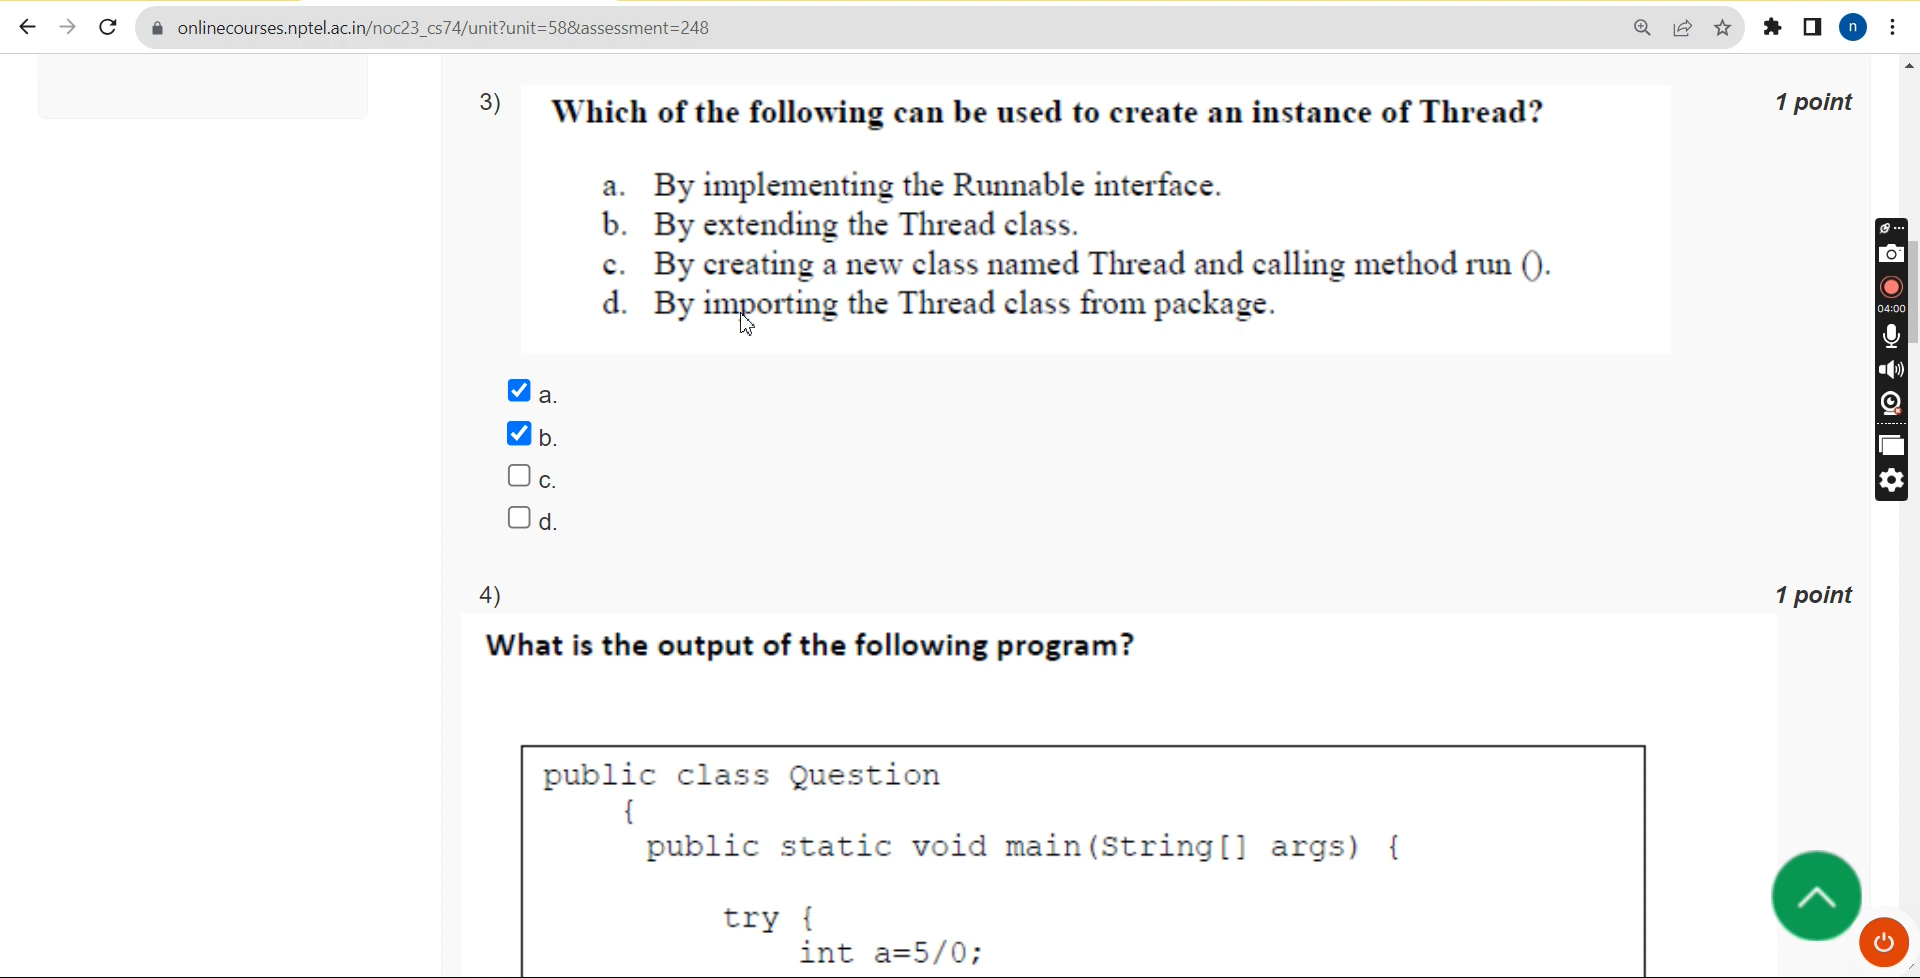 onlinecourses.nptel.ac.in/noc23_cs74/unit?unit=58&assessment=248
n
3)
Which of the following can be used to create an instance of Thread?
1 point
a. By implementing the Runnable interface.
b. By extending the Thread class.
c. By creating a new class named Thread and calling method run ().
d. By importing the Thread class from package.
04:00
a.
b.
c.
d.
4)
1 point
What is the output of the following program?
public class Question
{
public static void main(String[] args) {
try {
int a=5/0;